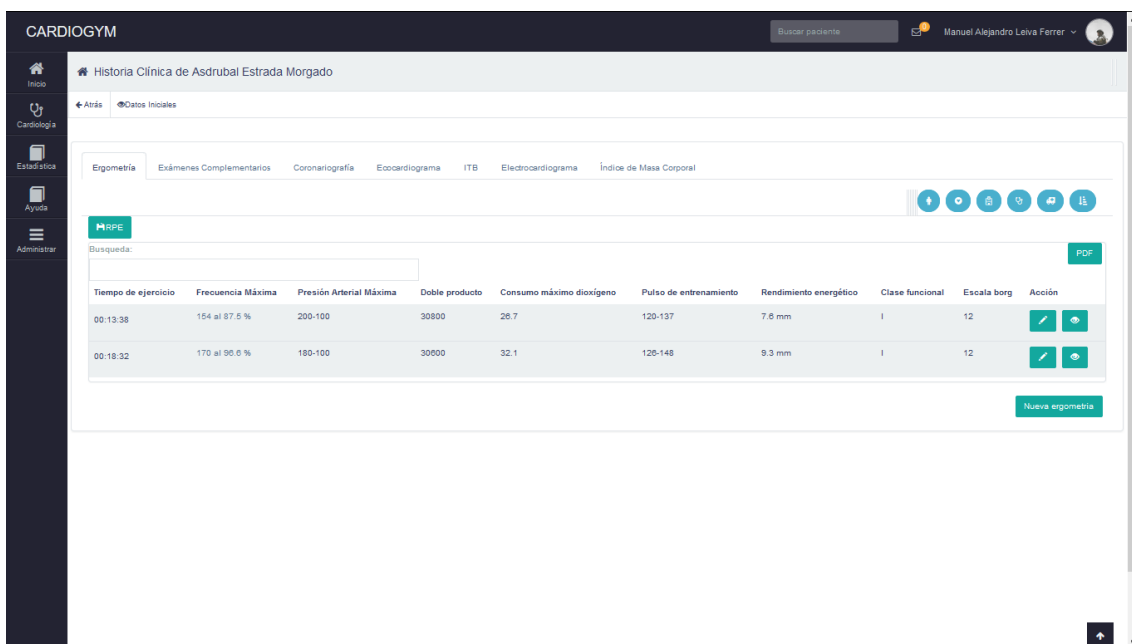 CARDIOGYM
Buscar paciente
0
Manuel Alejandro Leiva Ferrer
Inicio
Cardiología
Estadística
Ayuda
Administrar
Historia Clínica de Asdrubal Estrada Morgado
Atrás Datos Iniciales
Ergometría Exámenes Complementarios Coronariografía Ecocardiograma ITB Electrocardiograma Índice de Masa Corporal
RPE
Busqueda:
PDF
Tiempo de ejercicio Frecuencia Máxima Presión Arterial Máxima Doble producto Consumo máximo dioxígeno Pulso de entrenamiento Rendimiento energético Clase funcional Escala borg Acción
00:13:38 154 al 87.5 % 200-100 30800 26.7 120-137 7.6 mm I 12
00:18:32 170 al 96.6 % 180-100 30600 32.1 126-148 9.3 mm I 12
Nueva ergometria